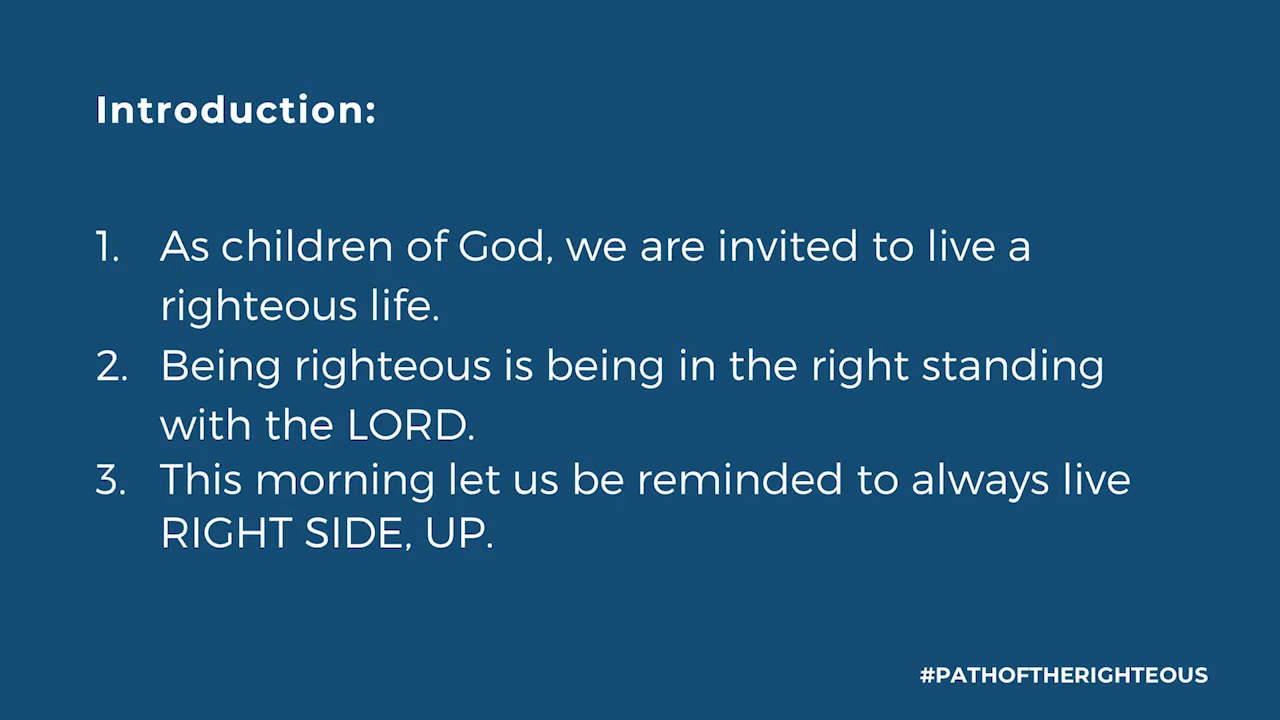 Introduction:
1. As children of God, we are invited to live a
righteous life.
2. Being righteous is being in the right standing
with the LORD.
3. This morning let us be reminded to always live
RIGHT SIDE, UP.
#PATHOFTHERIGHTEOUS